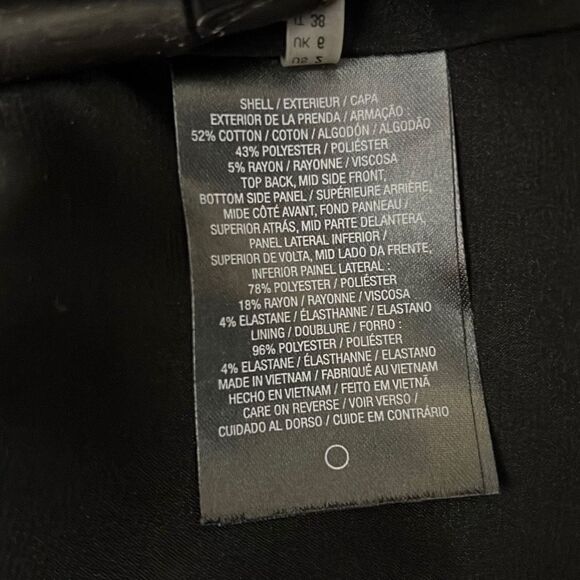 IT 38
UK 6
US 2
SHELL / EXTERIEUR / CAPA
EXTERIOR DE LA PRENDA / ARMAÇÃO :
52% COTTON / COTON / ALGODÓN / ALGODÃO
43% POLYESTER / POLIÉSTER
5% RAYON / RAYONNE / VISCOSA
TOP BACK, MID SIDE FRONT,
BOTTOM SIDE PANEL / SUPÉRIEURE ARRIÈRE,
MIDE CÔTÉ AVANT, FOND PANNEAU /
SUPERIOR ATRÁS, MID PARTE DELANTERA,
PANEL LATERAL INFERIOR /
SUPERIOR DE VOLTA, MID LADO DA FRENTE,
INFERIOR PAINEL LATERAL :
78% POLYESTER / POLIÉSTER
18% RAYON / RAYONNE / VISCOSA
4% ELASTANE / ÉLASTHANNE / ELASTANO
LINING / DOUBLURE / FORRO :
96% POLYESTER / POLIÉSTER
4% ELASTANE / ÉLASTHANNE / ELASTANO
MADE IN VIETNAM / FABRIQUÉ AU VIETNAM
HECHO EN VIETNAM / FEITO EM VIETNÃ
CARE ON REVERSE / VOIR VERSO /
CUIDADO AL DORSO / CUIDE EM CONTRÁRIO